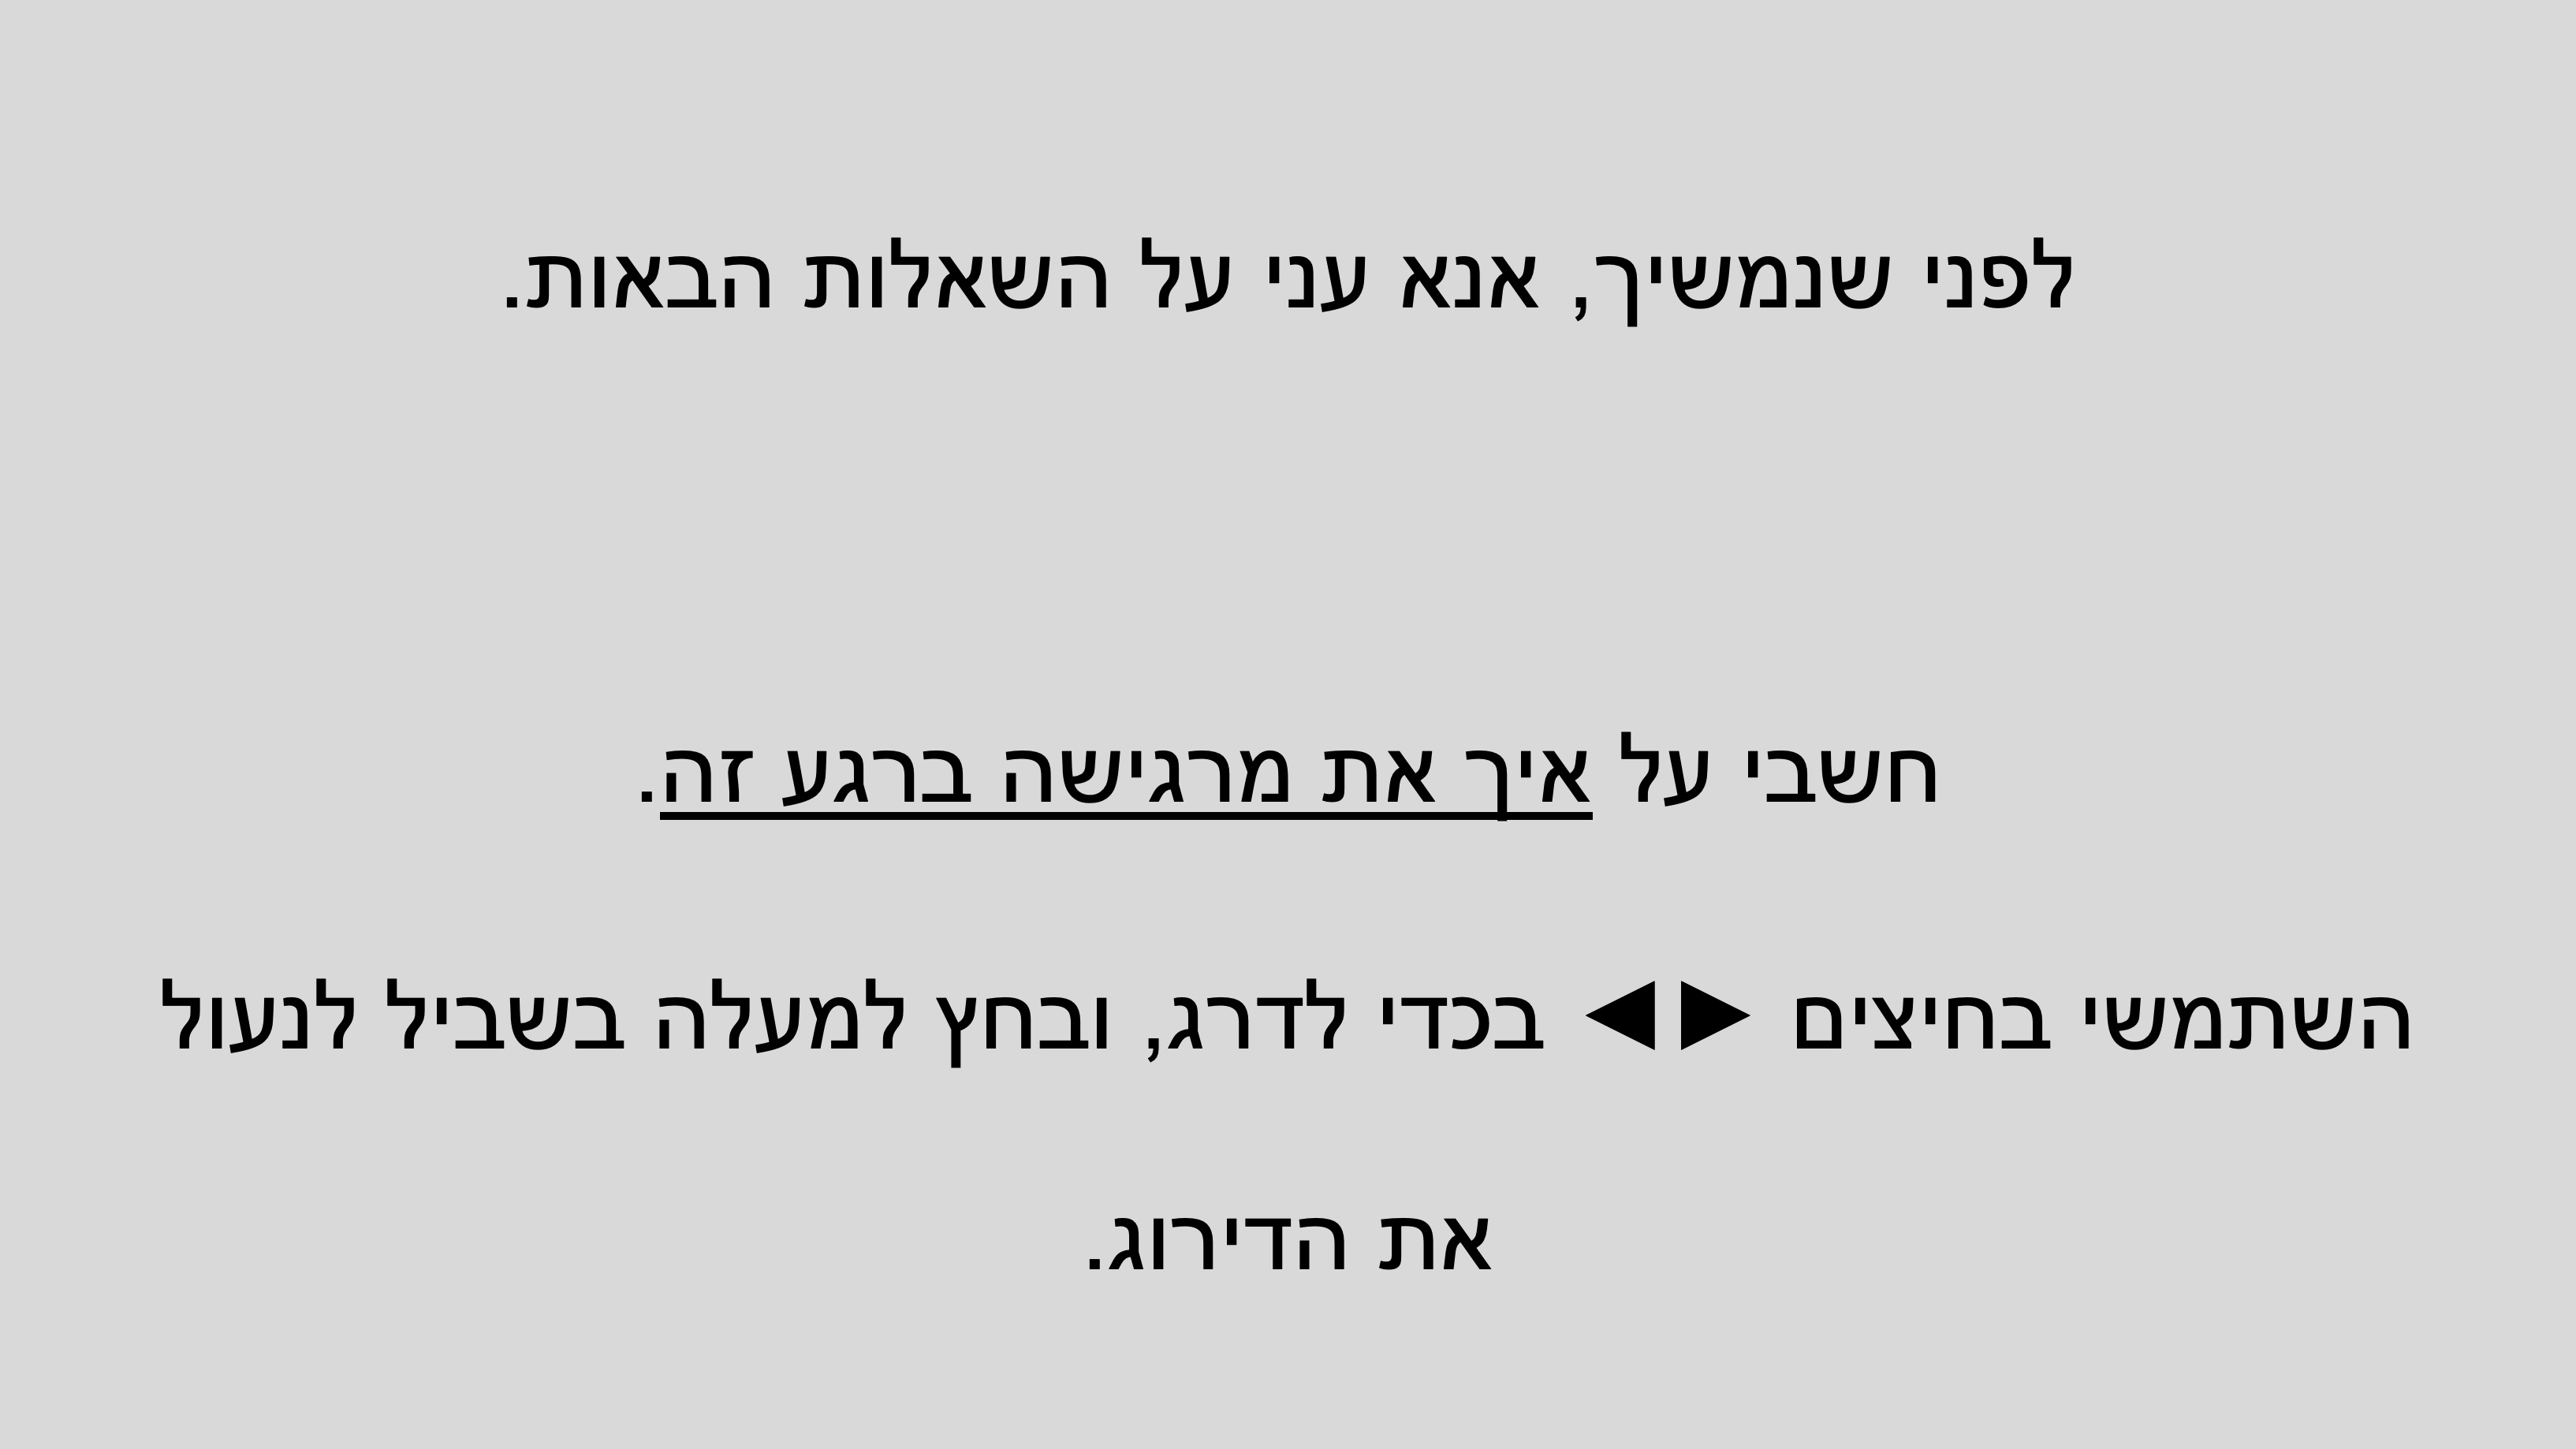 לפני שנמשיך, אנא עני על השאלות הבאות.
חשבי על איך את מרגישה ברגע זה.
השתמשי בחיצים ▶ ◀ בכדי לדרג, ובחץ למעלה בשביל לנעול
את הדירוג.